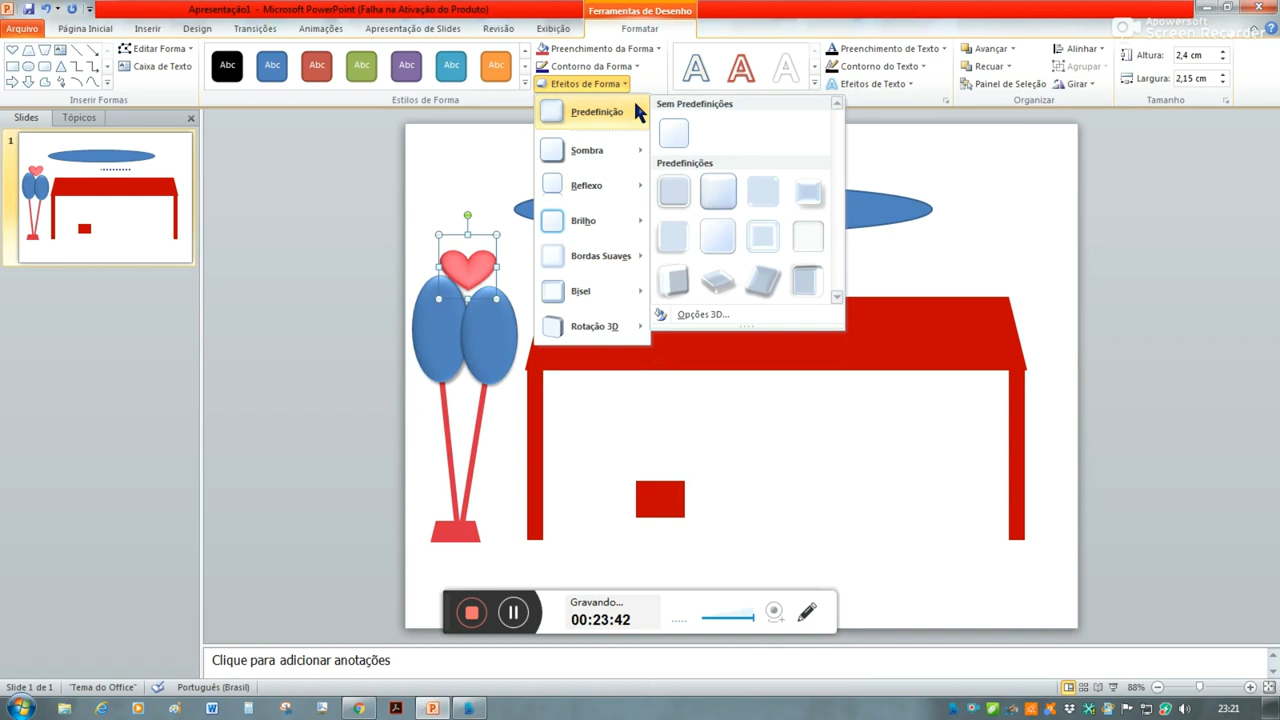 Apresentação1 - Microsoft PowerPoint (Falha na Ativação do Produto)
Ferramentas de Desenho
Arquivo
Página Inicial
Inserir
Design
Transições
Animações
Apresentação de Slides
Revisão
Exibição
Formatar
Apowersoft
Screen Recorder
Editar Forma
Caixa de Texto
Inserir Formas
Abc
Abc
Abc
Abc
Abc
Abc
Abc
Estilos de Forma
Preenchimento da Forma
Contorno da Forma
Efeitos de Forma
A
A
A
Preenchimento de Texto
Contorno do Texto
Efeitos de Texto
Avançar
Recuar
Painel de Seleção
Alinhar
Agrupar
Girar
Organizar
Altura:
2,4 cm
Largura:
2,15 cm
Tamanho
Slides
Tópicos
1
Predefinição
Sombra
Reflexo
Brilho
Bordas Suaves
Bisel
Rotação 3D
Sem Predefinições
Predefinições
Opções 3D...
Gravando...
00:23:42
Clique para adicionar anotações
Slide 1 de 1
"Tema do Office"
Português (Brasil)
88%
23:21